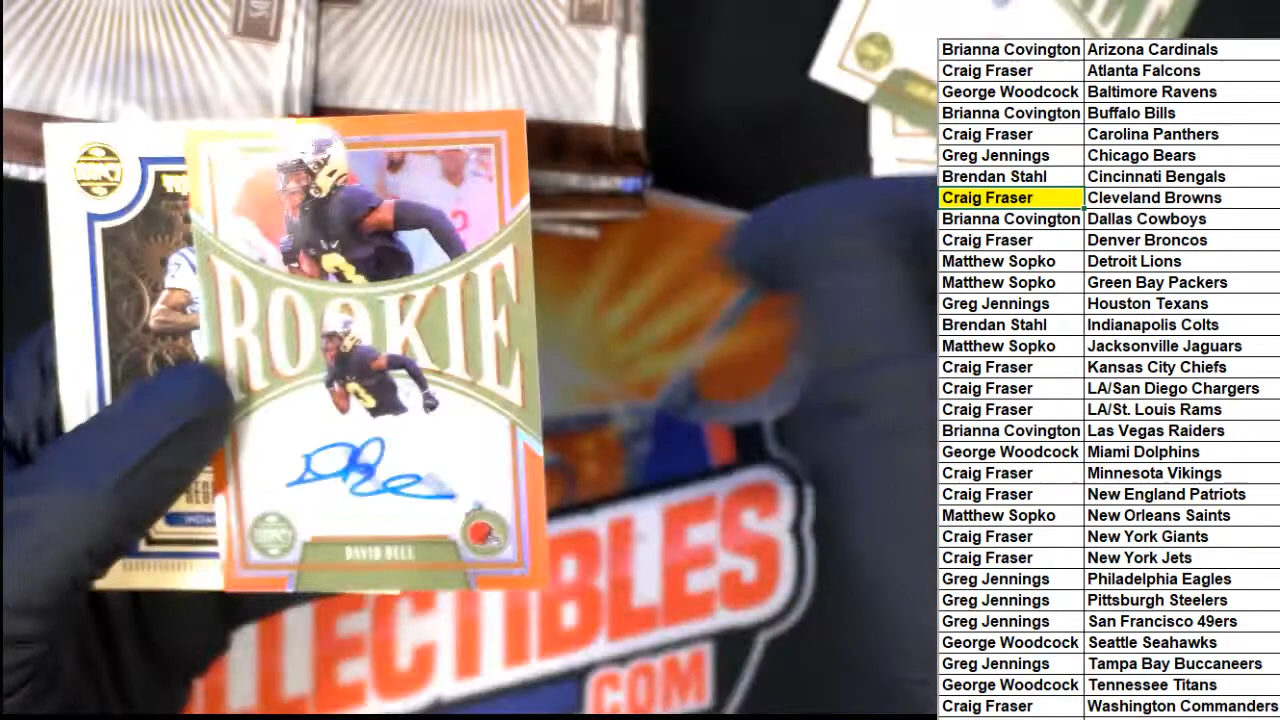 ROOKIE
DAVID BELL
LLECTIBLES
.COM
Brianna Covington Arizona Cardinals
Craig Fraser Atlanta Falcons
George Woodcock Baltimore Ravens
Brianna Covington Buffalo Bills
Craig Fraser Carolina Panthers
Greg Jennings Chicago Bears
Brendan Stahl Cincinnati Bengals
Craig Fraser Cleveland Browns
Brianna Covington Dallas Cowboys
Craig Fraser Denver Broncos
Matthew Sopko Detroit Lions
Matthew Sopko Green Bay Packers
Greg Jennings Houston Texans
Brendan Stahl Indianapolis Colts
Matthew Sopko Jacksonville Jaguars
Craig Fraser Kansas City Chiefs
Craig Fraser LA/San Diego Chargers
Craig Fraser LA/St. Louis Rams
Brianna Covington Las Vegas Raiders
George Woodcock Miami Dolphins
Craig Fraser Minnesota Vikings
Craig Fraser New England Patriots
Matthew Sopko New Orleans Saints
Craig Fraser New York Giants
Craig Fraser New York Jets
Greg Jennings Philadelphia Eagles
Greg Jennings Pittsburgh Steelers
Greg Jennings San Francisco 49ers
George Woodcock Seattle Seahawks
Greg Jennings Tampa Bay Buccaneers
George Woodcock Tennessee Titans
Craig Fraser Washington Commanders